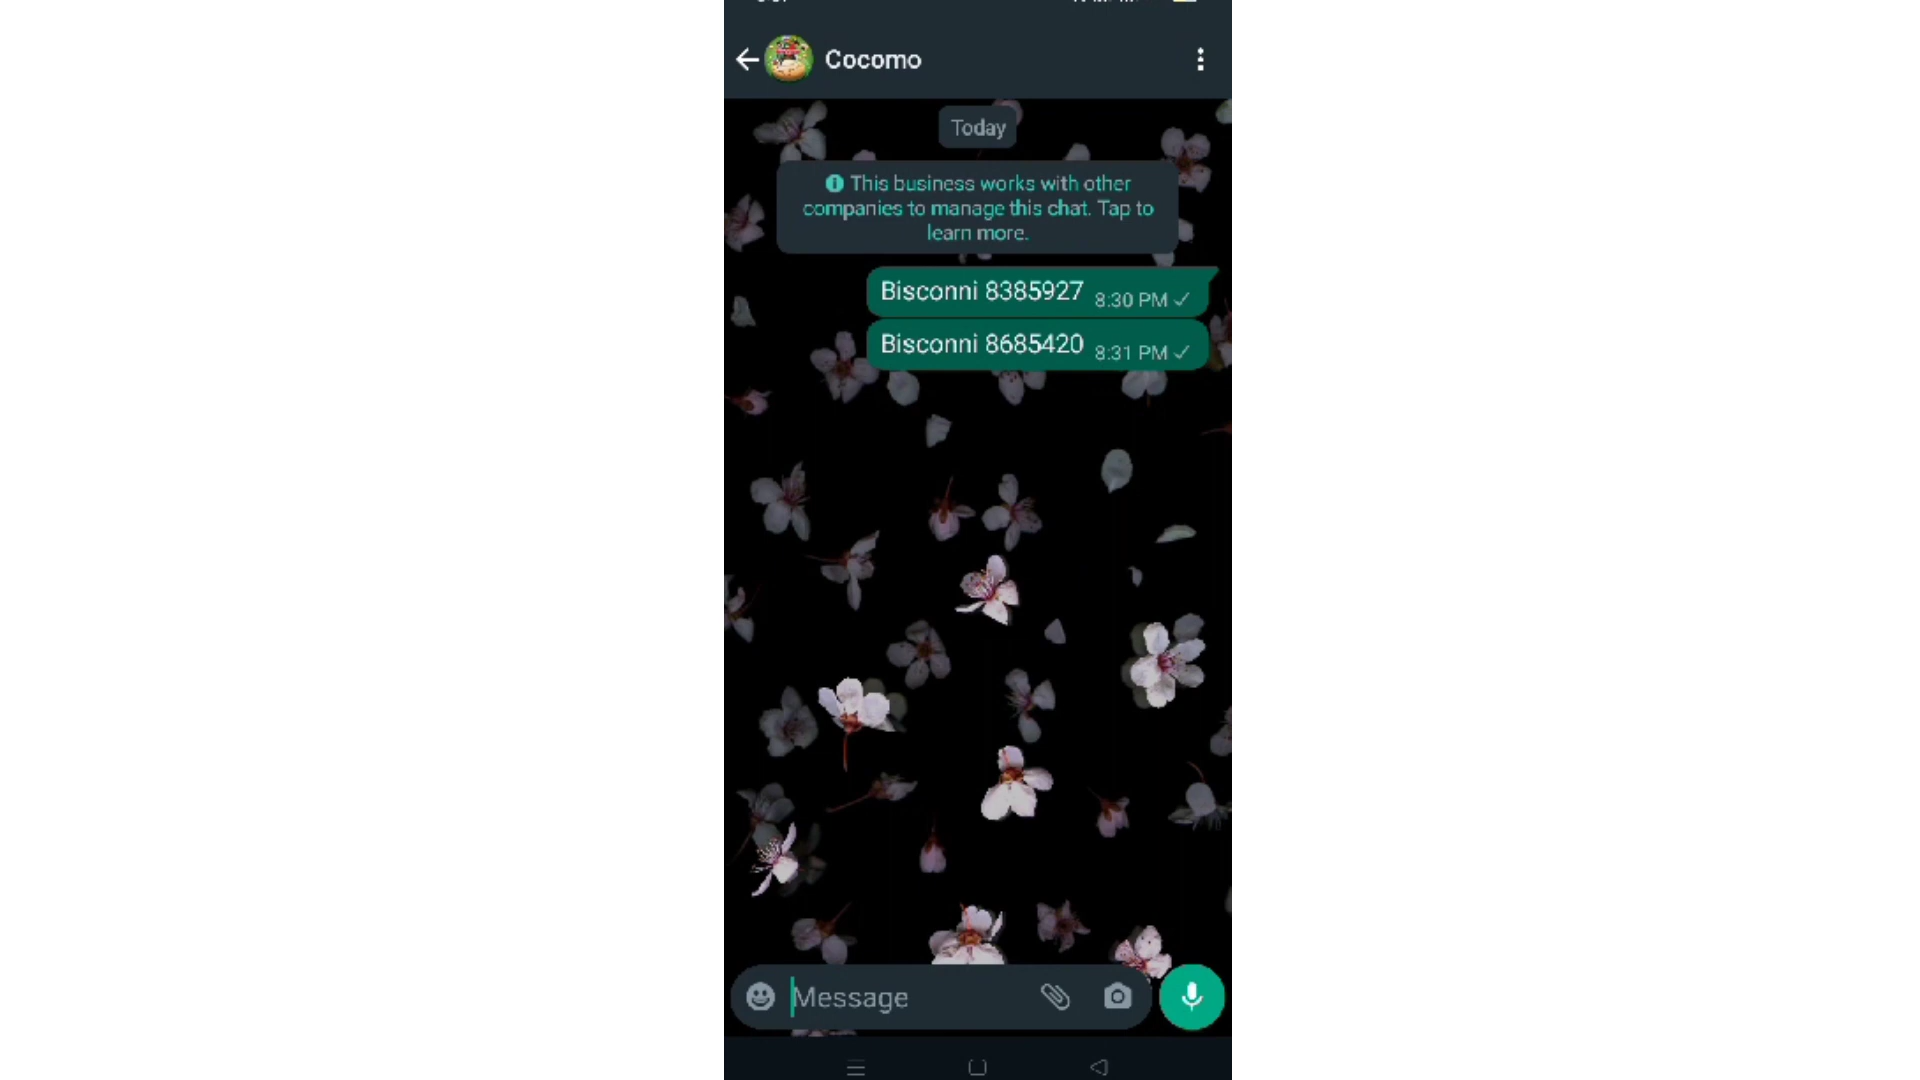 Cocomo
Today
This business works with other
companies to manage this chat. Tap to
learn more.
Bisconni 8385927 8:30 PM
Bisconni 8685420 8:31 PM
Message